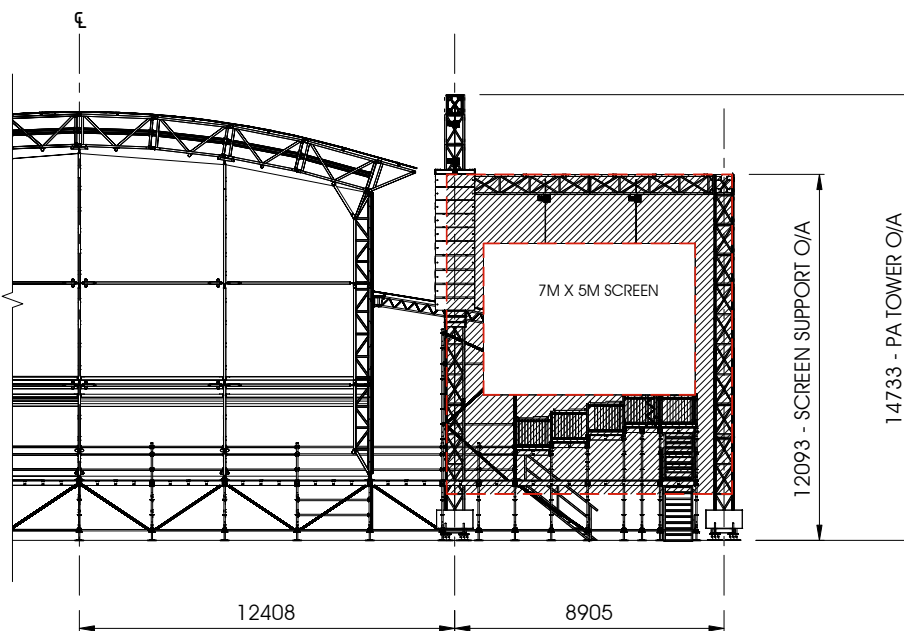 ℄
7M X 5M SCREEN
12093 - SCREEN SUPPORT O/A
14733 - PA TOWER O/A
12408
8905